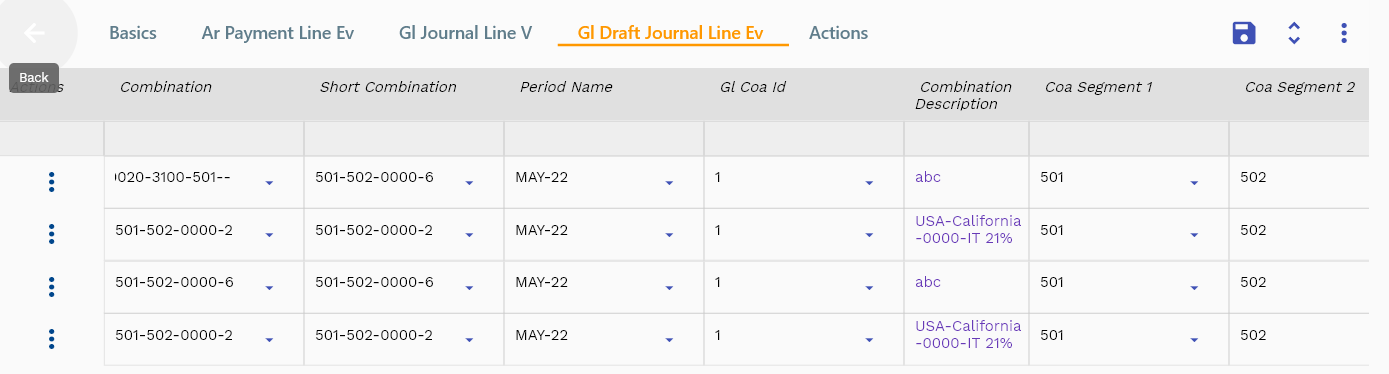 Basics Ar Payment Line Ev Gl Journal Line V Gl Draft Journal Line Ev Actions
Back
Actions Combination Short Combination Period Name Gl Coa Id Combination Description Coa Segment 1 Coa Segment 2
020-3100-501-- 501-502-0000-6 MAY-22 1 abc 501 502
501-502-0000-2 501-502-0000-2 MAY-22 1 USA-California-0000-IT 21% 501 502
501-502-0000-6 501-502-0000-6 MAY-22 1 abc 501 502
501-502-0000-2 501-502-0000-2 MAY-22 1 USA-California-0000-IT 21% 501 502